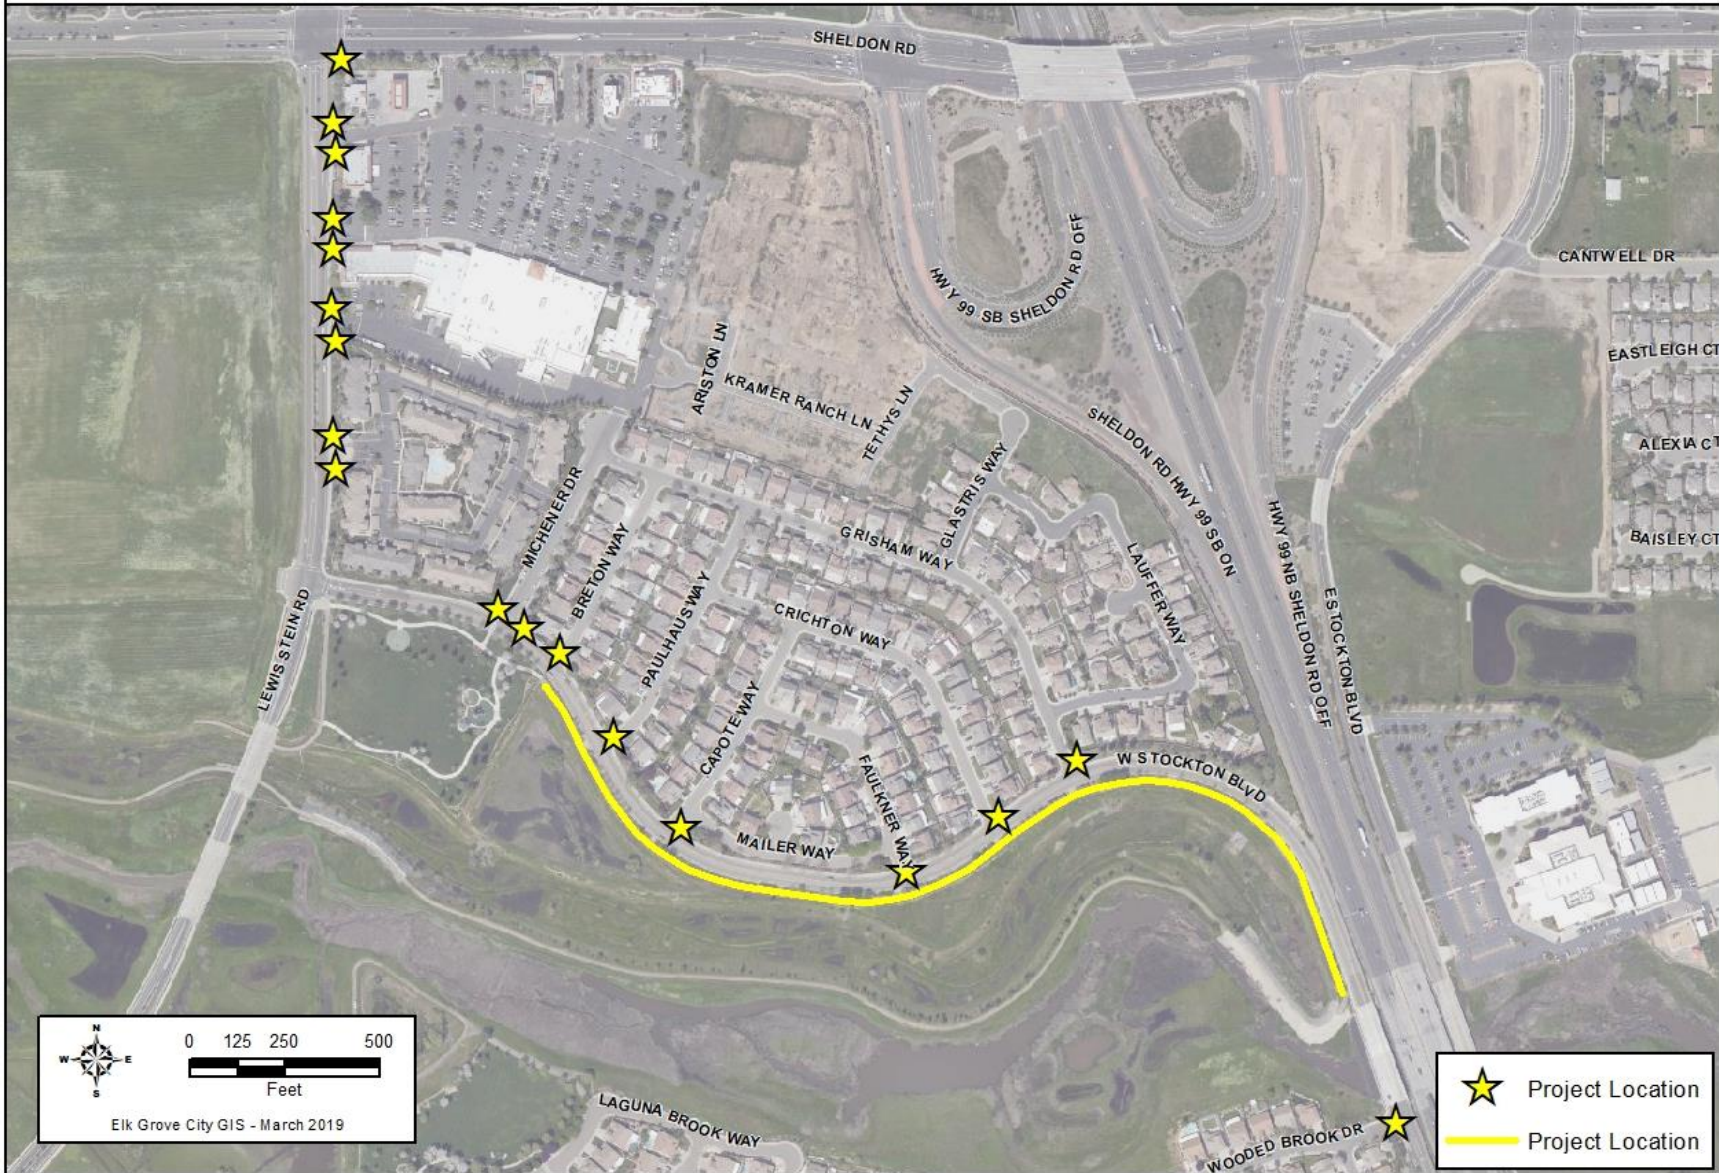 SHELDON RD
CANTWELL DR
HWY 99 SB SHELDON RD OFF
EASTLEIGH CT
ARISTON LN
KRAMER RANCH LN
TETHYS LN
SHELDON RD HWY 99 SB ON
ALEXIA CT
GLASTRIS WAY
MICHENER DR
BRETON WAY
GRISHAM WAY
BAISLEY CT
LAUFFER WAY
HWY 99 NB SHELDON RD OFF
E STOCKTON BLVD
PAULHAUS WAY
CRICHTON WAY
LEWIS STEIN RD
CAPOTE WAY
FAULKNER WAY
W STOCKTON BLVD
MAILER WAY
N
W E
S
0 125 250 500
Feet
Elk Grove City GIS - March 2019
LAGUNA BROOK WAY
WOODED BROOK DR
Project Location
Project Location